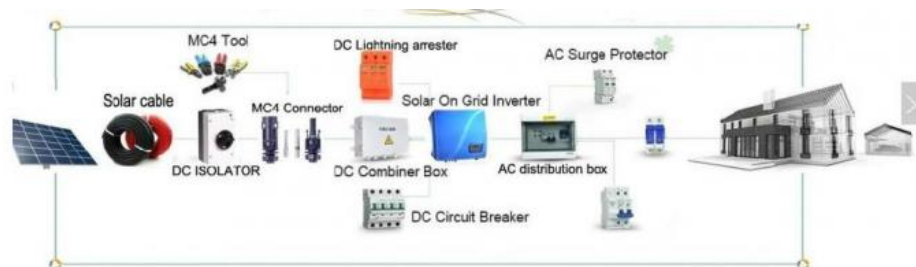 MC4 Tool
DC Lightning arrester
AC Surge Protector
Solar cable
MC4 Connector
Solar On Grid Inverter
DC ISOLATOR
DC Combiner Box
AC distribution box
DC Circuit Breaker